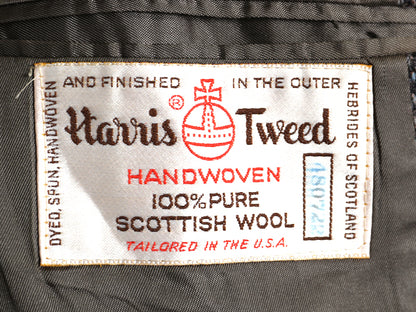 DYED, SPUN, HANDWOVEN
AND FINISHED IN THE OUTER
HEBRIDES OF SCOTLAND
®
Harris Tweed
HANDWOVEN
100% PURE
SCOTTISH WOOL
TAILORED IN THE U.S.A.